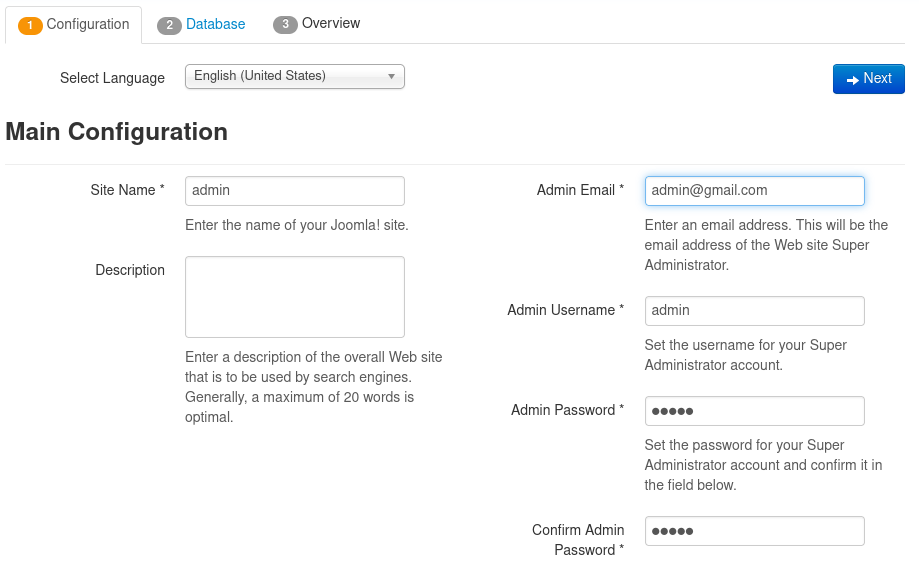 1 Configuration
2 Database
3 Overview
Select Language
English (United States)
Next
Main Configuration
Site Name *
admin
Enter the name of your Joomla! site.
Description
Enter a description of the overall Web site
that is to be used by search engines.
Generally, a maximum of 20 words is
optimal.
Admin Email *
admin@gmail.com
Enter an email address. This will be the
email address of the Web site Super
Administrator.
Admin Username *
admin
Set the username for your Super
Administrator account.
Admin Password *
●●●●●
Set the password for your Super
Administrator account and confirm it in
the field below.
Confirm Admin
Password *
●●●●●